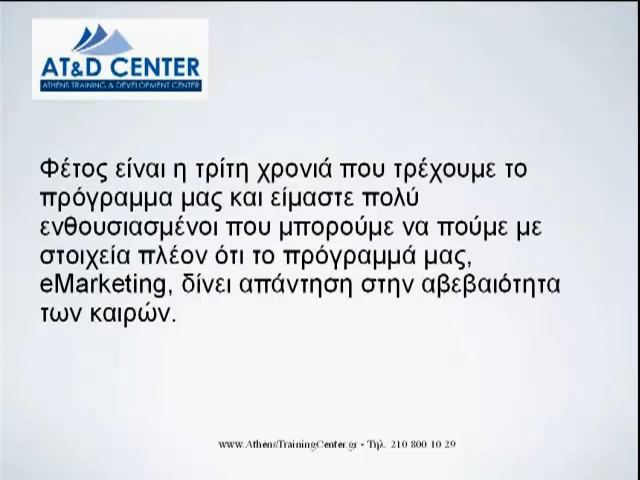 AT&D CENTER
ATHENS TRAINING & DEVELOPMENT CENTER
Φέτος είναι η τρίτη χρονιά που τρέχουμε το
πρόγραμμα μας και είμαστε πολύ
ενθουσιασμένοι που μπορούμε να πούμε με
στοιχεία πλέον ότι το πρόγραμμά μας,
eMarketing, δίνει απάντηση στην αβεβαιότητα
των καιρών.
www.AthensTrainingCenter.gr - Τηλ. 210 800 10 29